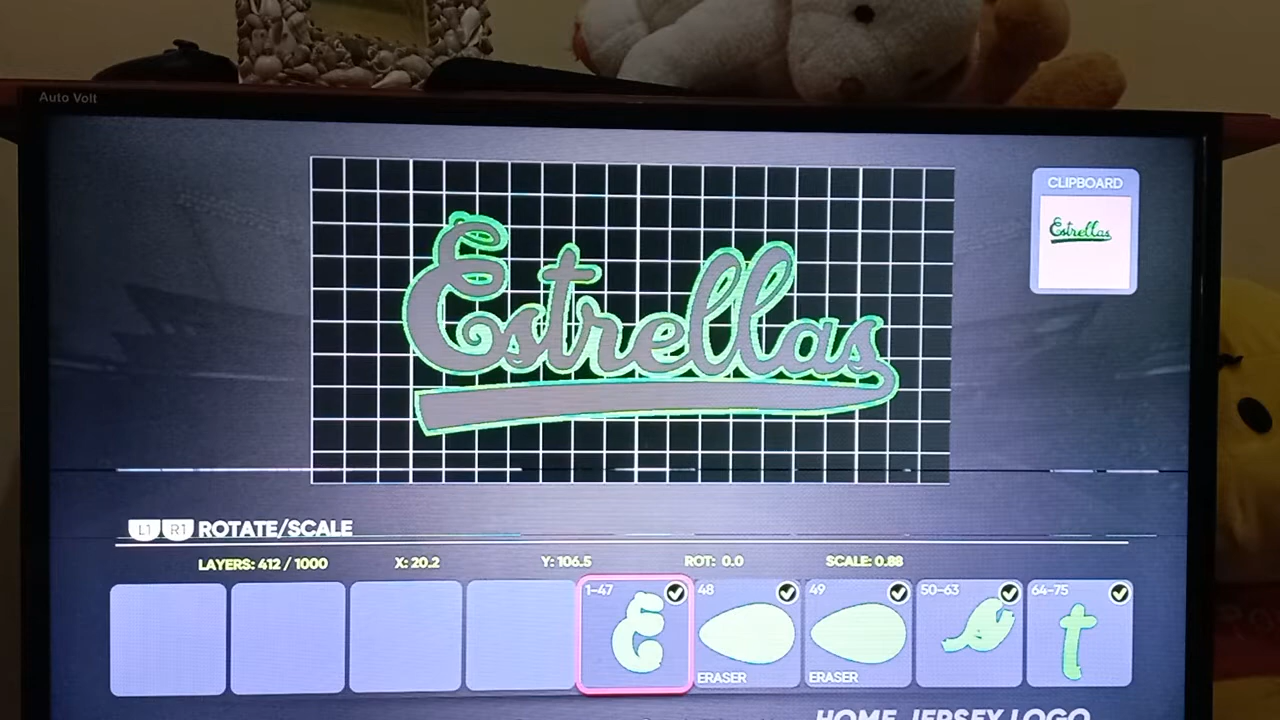 Auto Volt
CLIPBOARD
Estrellas
Estrellas
L1 R1 ROTATE/SCALE
LAYERS: 412 / 1000 X: 20.2 Y: 106.5 ROT: 0.0 SCALE: 0.88
1-47 48 49 50-63 64-75
E t
ERASER ERASER
HOME JERSEY LOGO